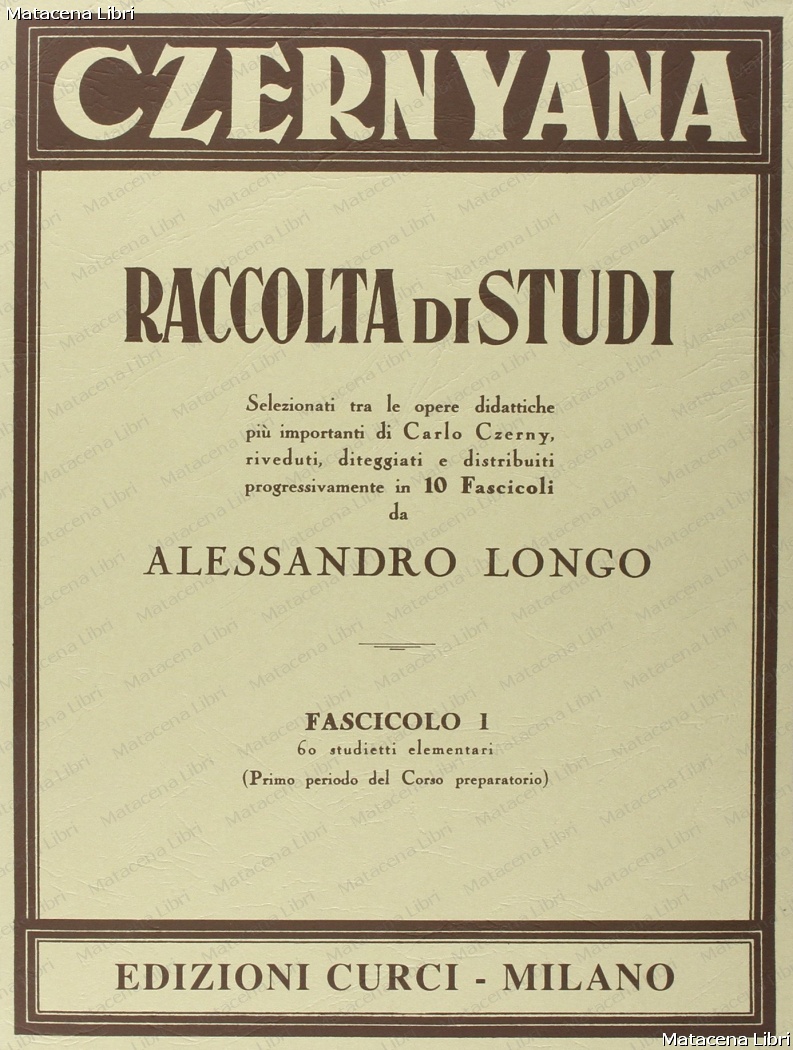 Matacena Libri
CZERNYANA
RACCOLTA DI STUDI
Selezionati tra le opere didattiche
più importanti di Carlo Czerny,
riveduti, diteggiati e distribuiti
progressivamente in 10 Fascicoli
da
ALESSANDRO LONGO
FASCICOLO I
60 studietti elementari
(Primo periodo del Corso preparatorio)
EDIZIONI CURCI - MILANO
Matacena Libri